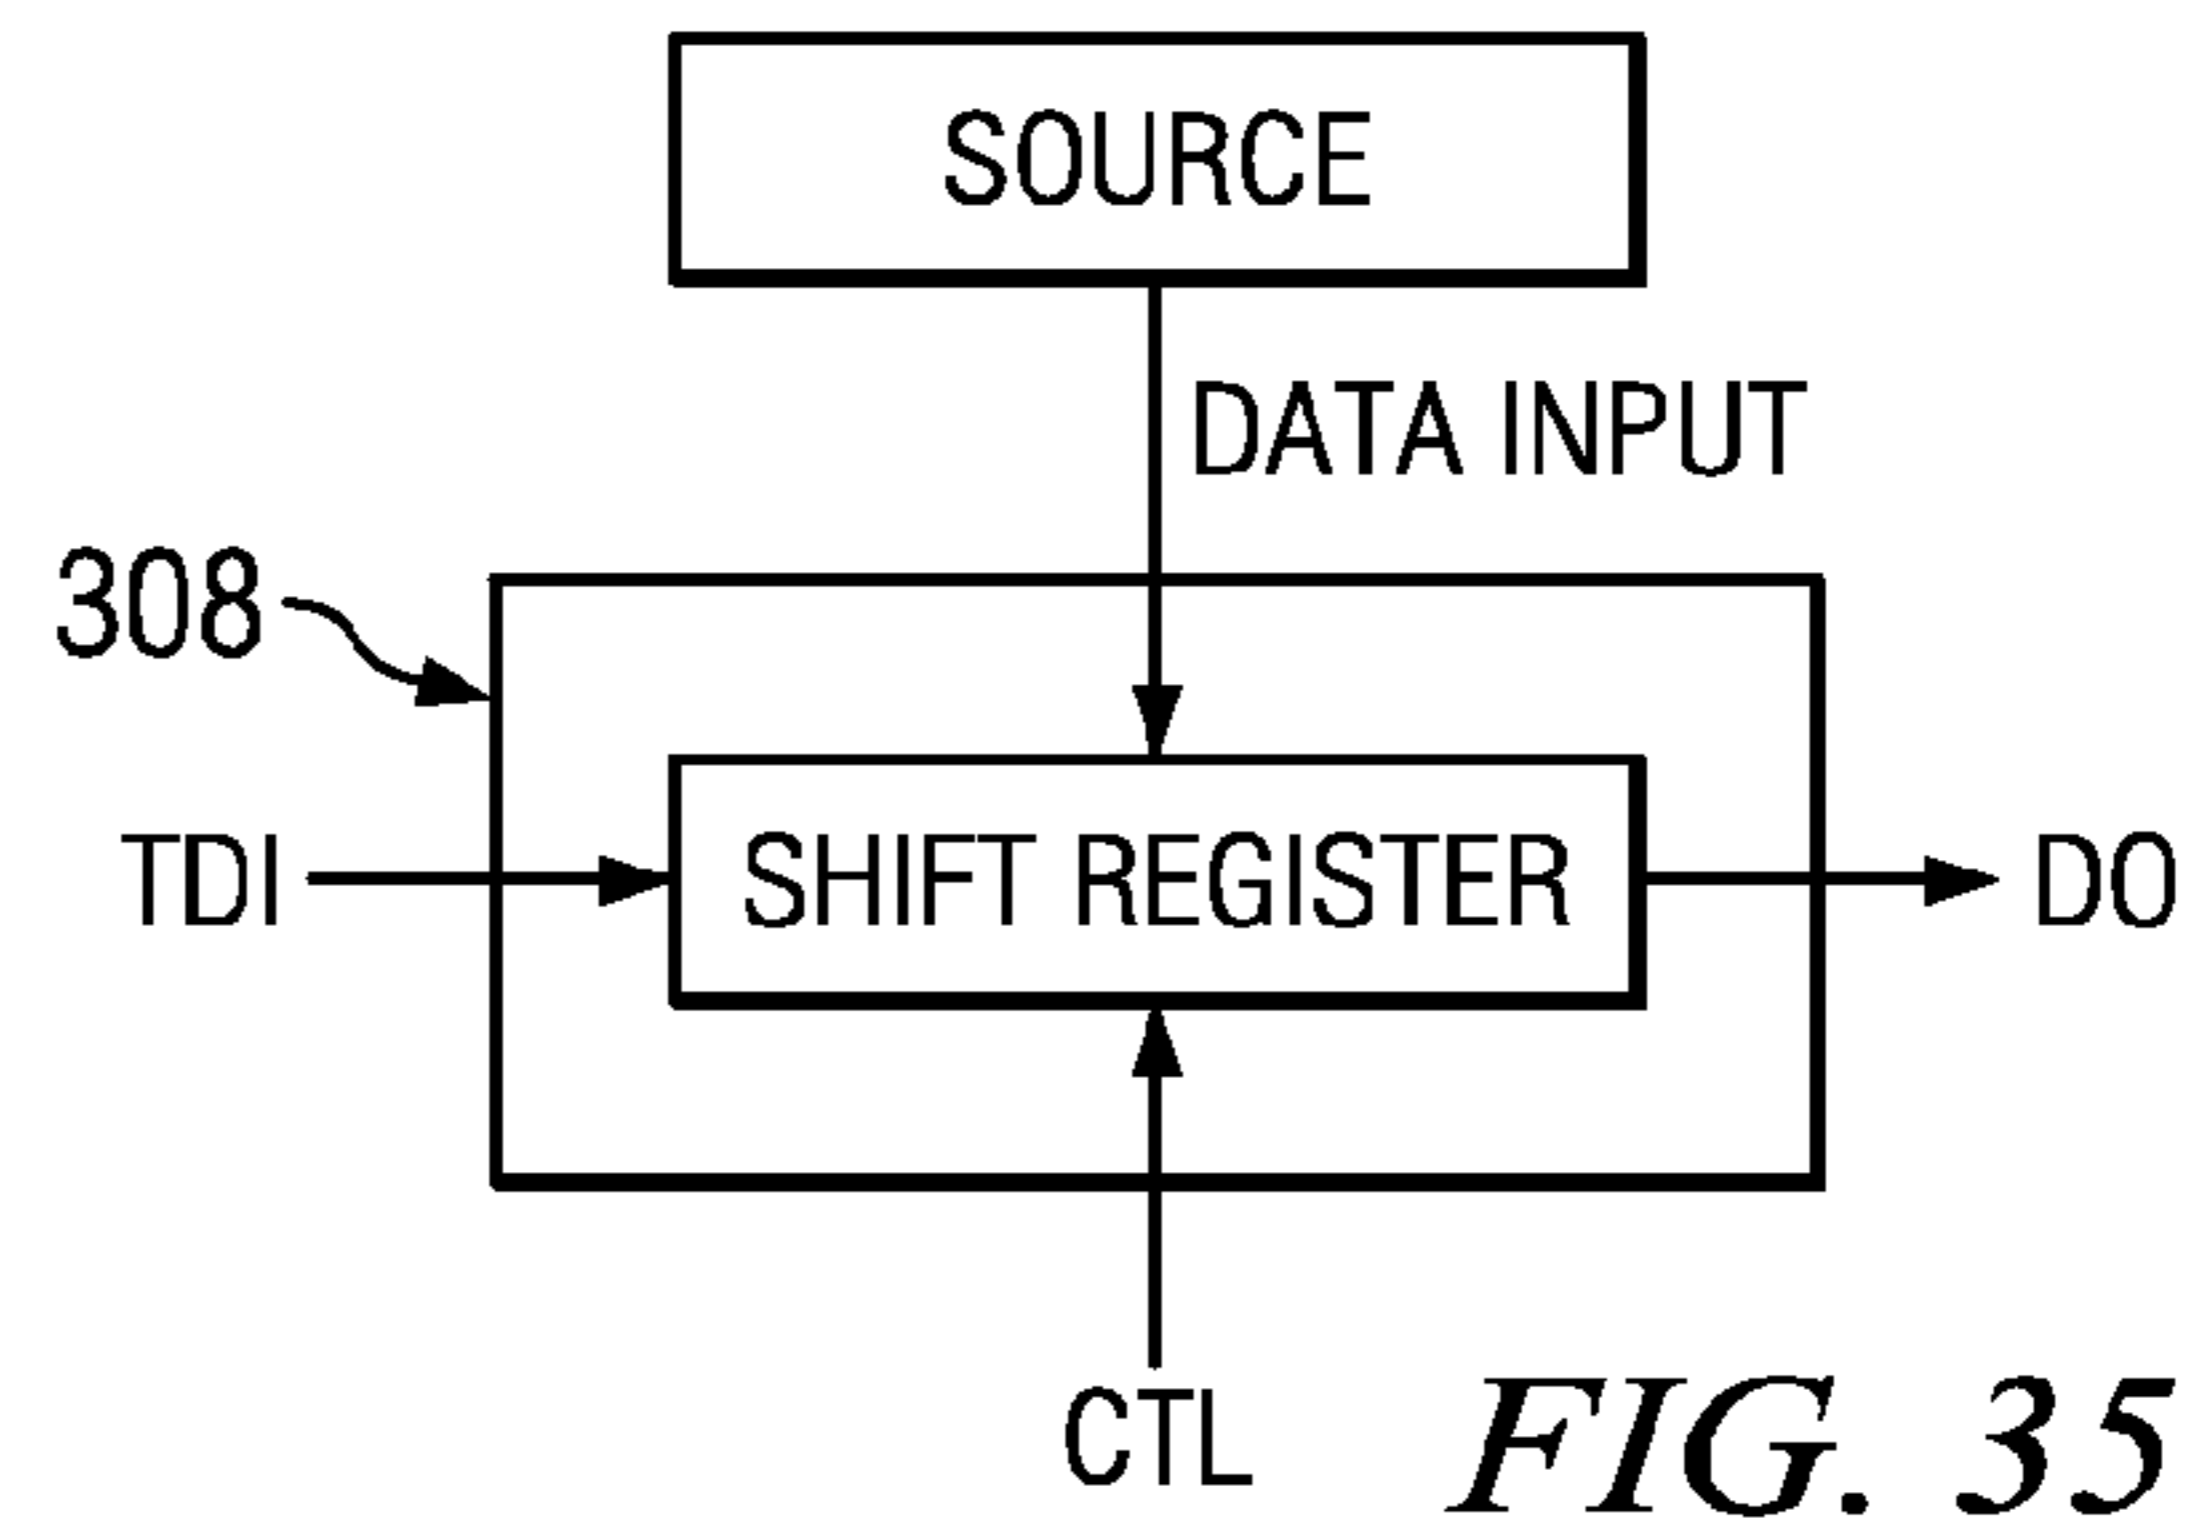 SOURCE
DATA INPUT
308
TDI
SHIFT REGISTER
DO
CTL
FIG. 35